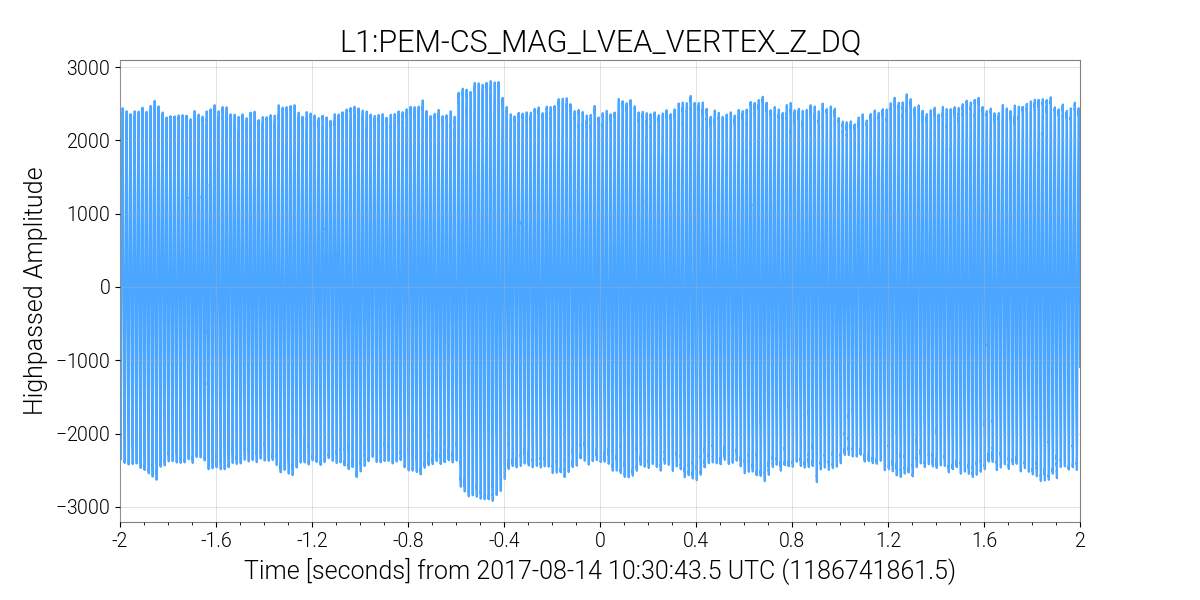 L1:PEM-CS_MAG_LVEA_VERTEX_Z_DQ
Highpassed Amplitude
3000
2000
1000
0
−1000
−2000
−3000
-2 -1.6 -1.2 -0.8 -0.4 0 0.4 0.8 1.2 1.6 2
Time [seconds] from 2017-08-14 10:30:43.5 UTC (1186741861.5)